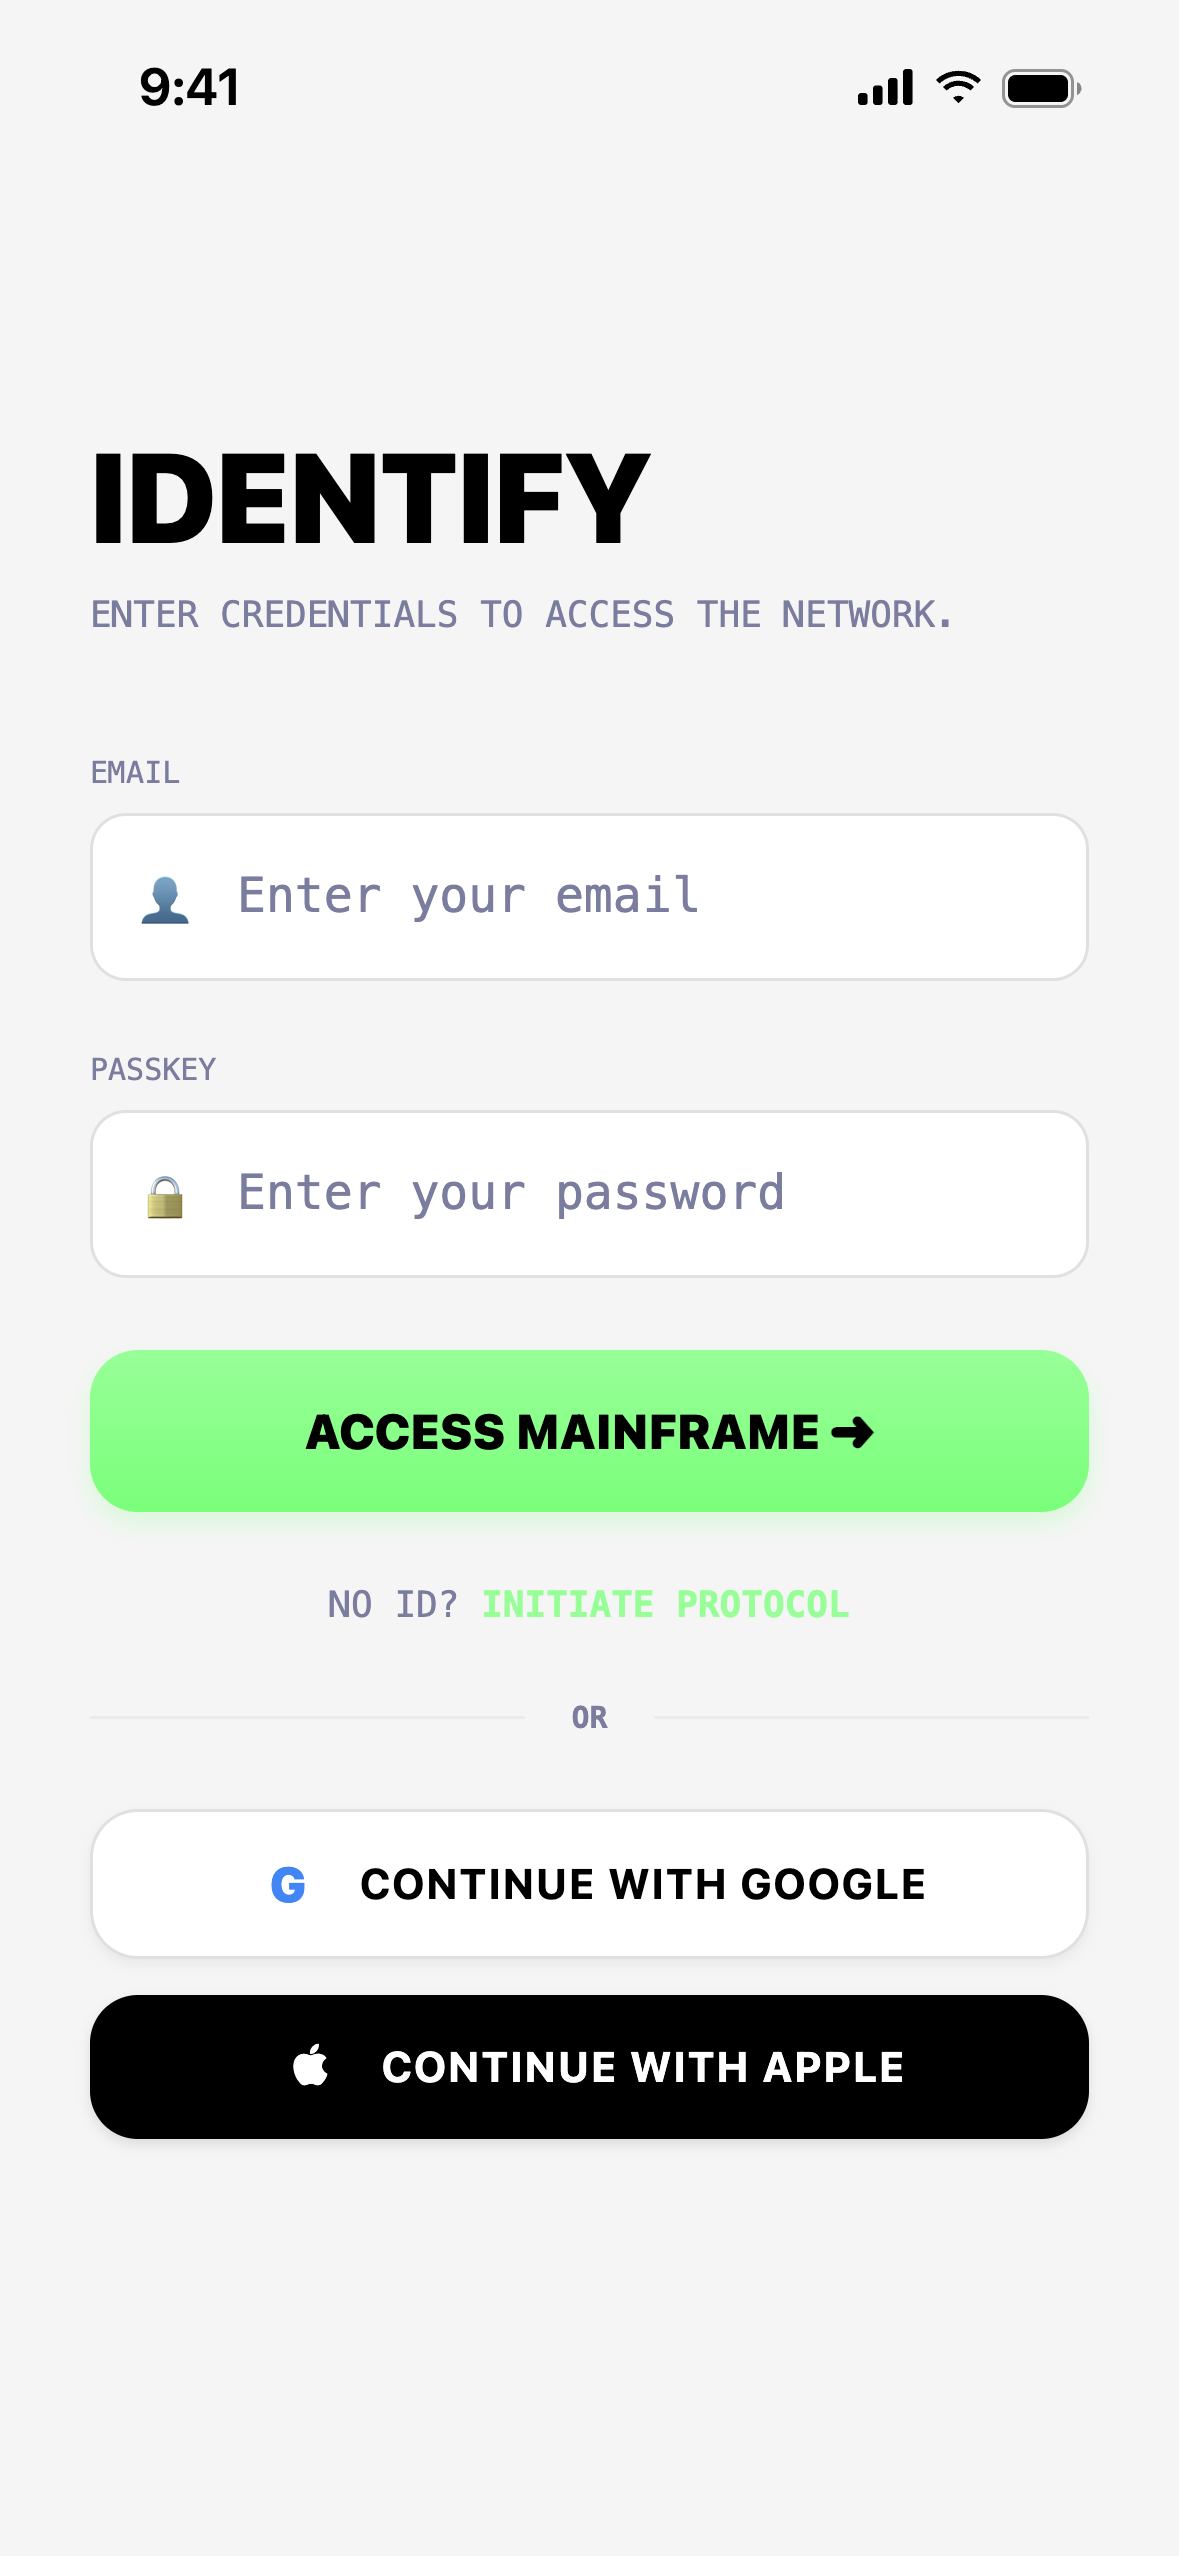 9:41
IDENTIFY
ENTER CREDENTIALS TO ACCESS THE NETWORK.
EMAIL
Enter your email
PASSKEY
Enter your password
ACCESS MAINFRAME ➜
NO ID? INITIATE PROTOCOL
OR
G CONTINUE WITH GOOGLE
CONTINUE WITH APPLE